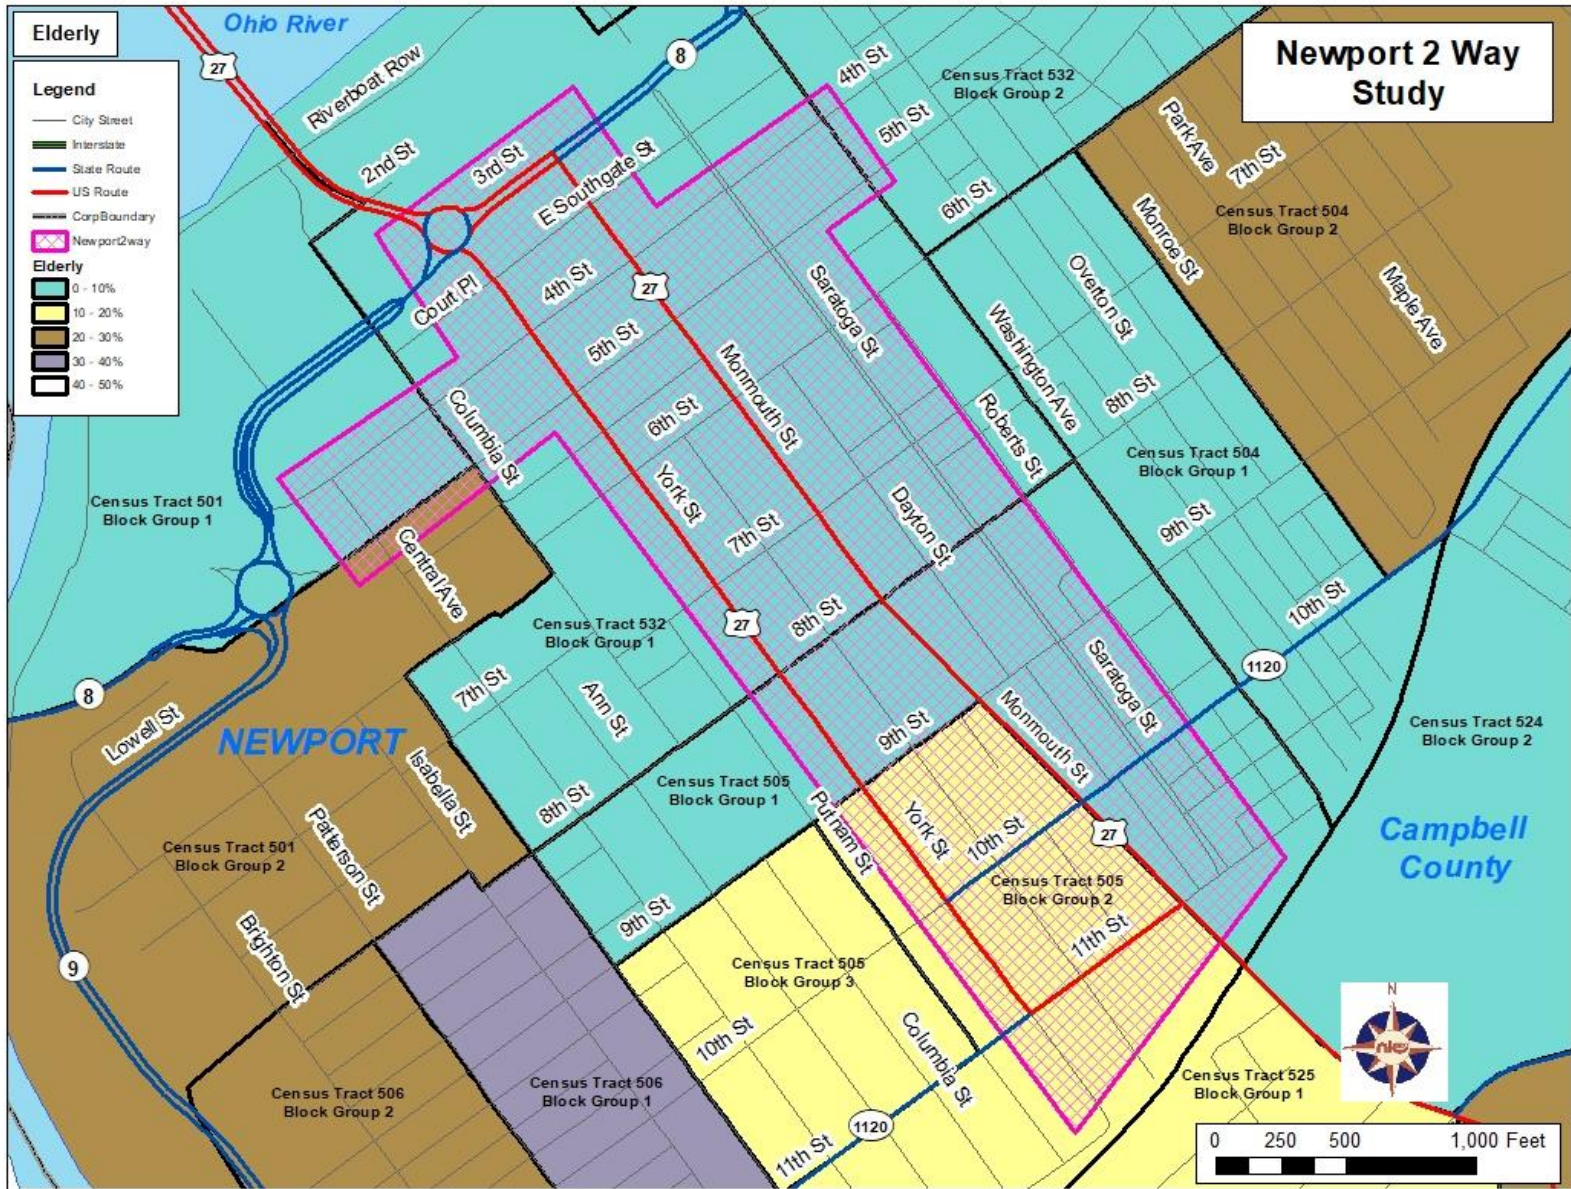 Elderly
Ohio River
Newport 2 Way
Study
Legend
City Street
Interstate
State Route
US Route
CorpBoundary
Newport2way
Elderly
0 - 10%
10 - 20%
20 - 30%
30 - 40%
40 - 50%
27
8
Riverboat Row
2nd St
3rd St
E Southgate St
4th St
5th St
6th St
Census Tract 532
Block Group 2
Park Ave
7th St
Monroe St
Census Tract 504
Block Group 2
Maple Ave
Overton St
Washington Ave
8th St
Census Tract 504
Block Group 1
9th St
10th St
Court Pl
4th St
27
5th St
Saratoga St
Monmouth St
6th St
Columbia St
York St
7th St
Dayton St
Roberts St
Census Tract 501
Block Group 1
Central Ave
Census Tract 532
Block Group 1
27
8th St
8
Lowell St
NEWPORT
7th St
Ann St
Isabella St
9th St
Monmouth St
Saratoga St
1120
Census Tract 524
Block Group 2
Census Tract 505
Block Group 1
8th St
Putnam St
York St
10th St
27
Campbell
County
Census Tract 501
Block Group 2
Patterson St
Census Tract 505
Block Group 2
11th St
9th St
Brighton St
9
Census Tract 505
Block Group 3
10th St
Columbia St
Census Tract 506
Block Group 2
Census Tract 506
Block Group 1
1120
11th St
Census Tract 525
Block Group 1
N
0 250 500 1,000 Feet